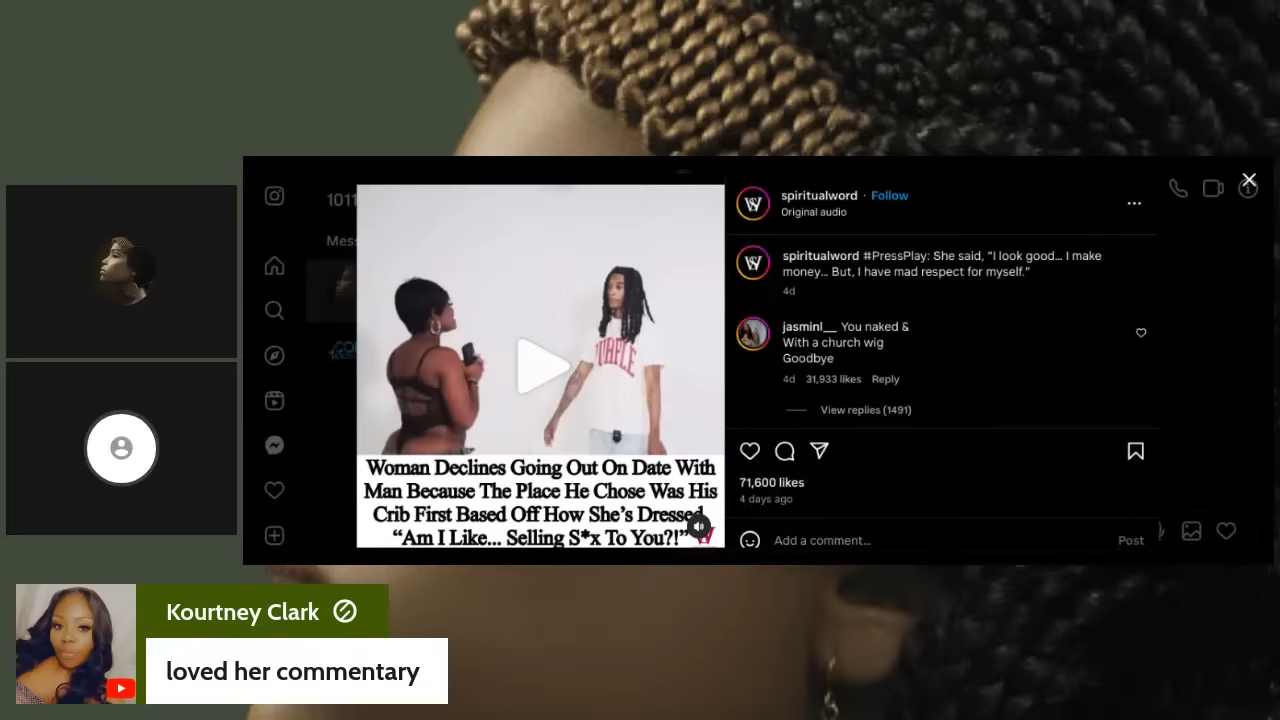 1011
Mess
spiritualword · Follow
Original audio
spiritualword #PressPlay: She said, “I look good… I make
money… But, I have mad respect for myself.”
4d
jasminl__ You naked &
With a church wig
Goodbye
4d 31,933 likes Reply
View replies (1491)
71,600 likes
4 days ago
Add a comment…
Post
PURPLE
Woman Declines Going Out On Date With
Man Because The Place He Chose Was His
Crib First Based Off How She’s Dressed
“Am I Like... Selling S*x To You?!”
Kourtney Clark
loved her commentary